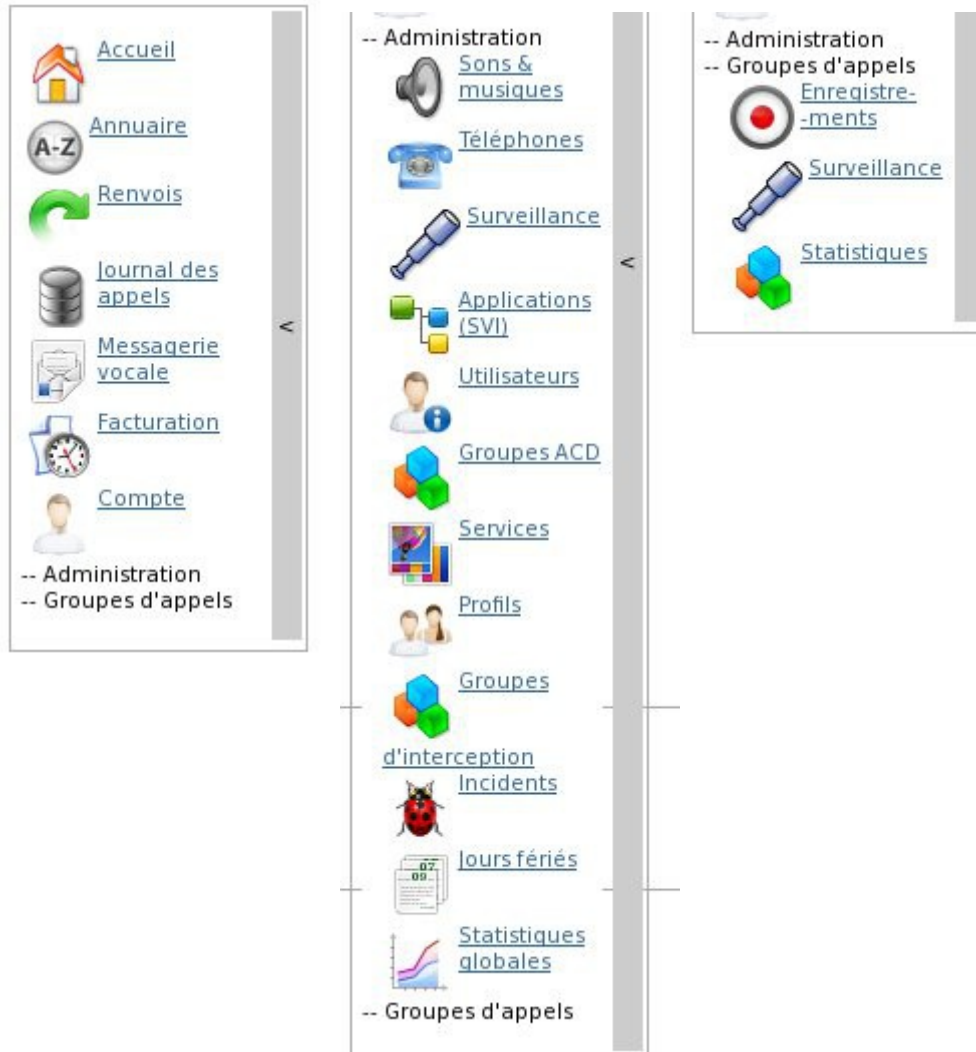 Accueil
A-Z
Annuaire
Renvois
Journal des
appels
Messagerie
vocale
Facturation
Compte
-- Administration
-- Groupes d'appels
<
-- Administration
Sons &
musiques
Téléphones
Surveillance
Applications
(SVI)
Utilisateurs
Groupes ACD
Services
Profils
Groupes
d'interception
Incidents
07
09
Jours fériés
Statistiques
globales
-- Groupes d'appels
<
-- Administration
-- Groupes d'appels
Enregistre-
-ments
Surveillance
Statistiques